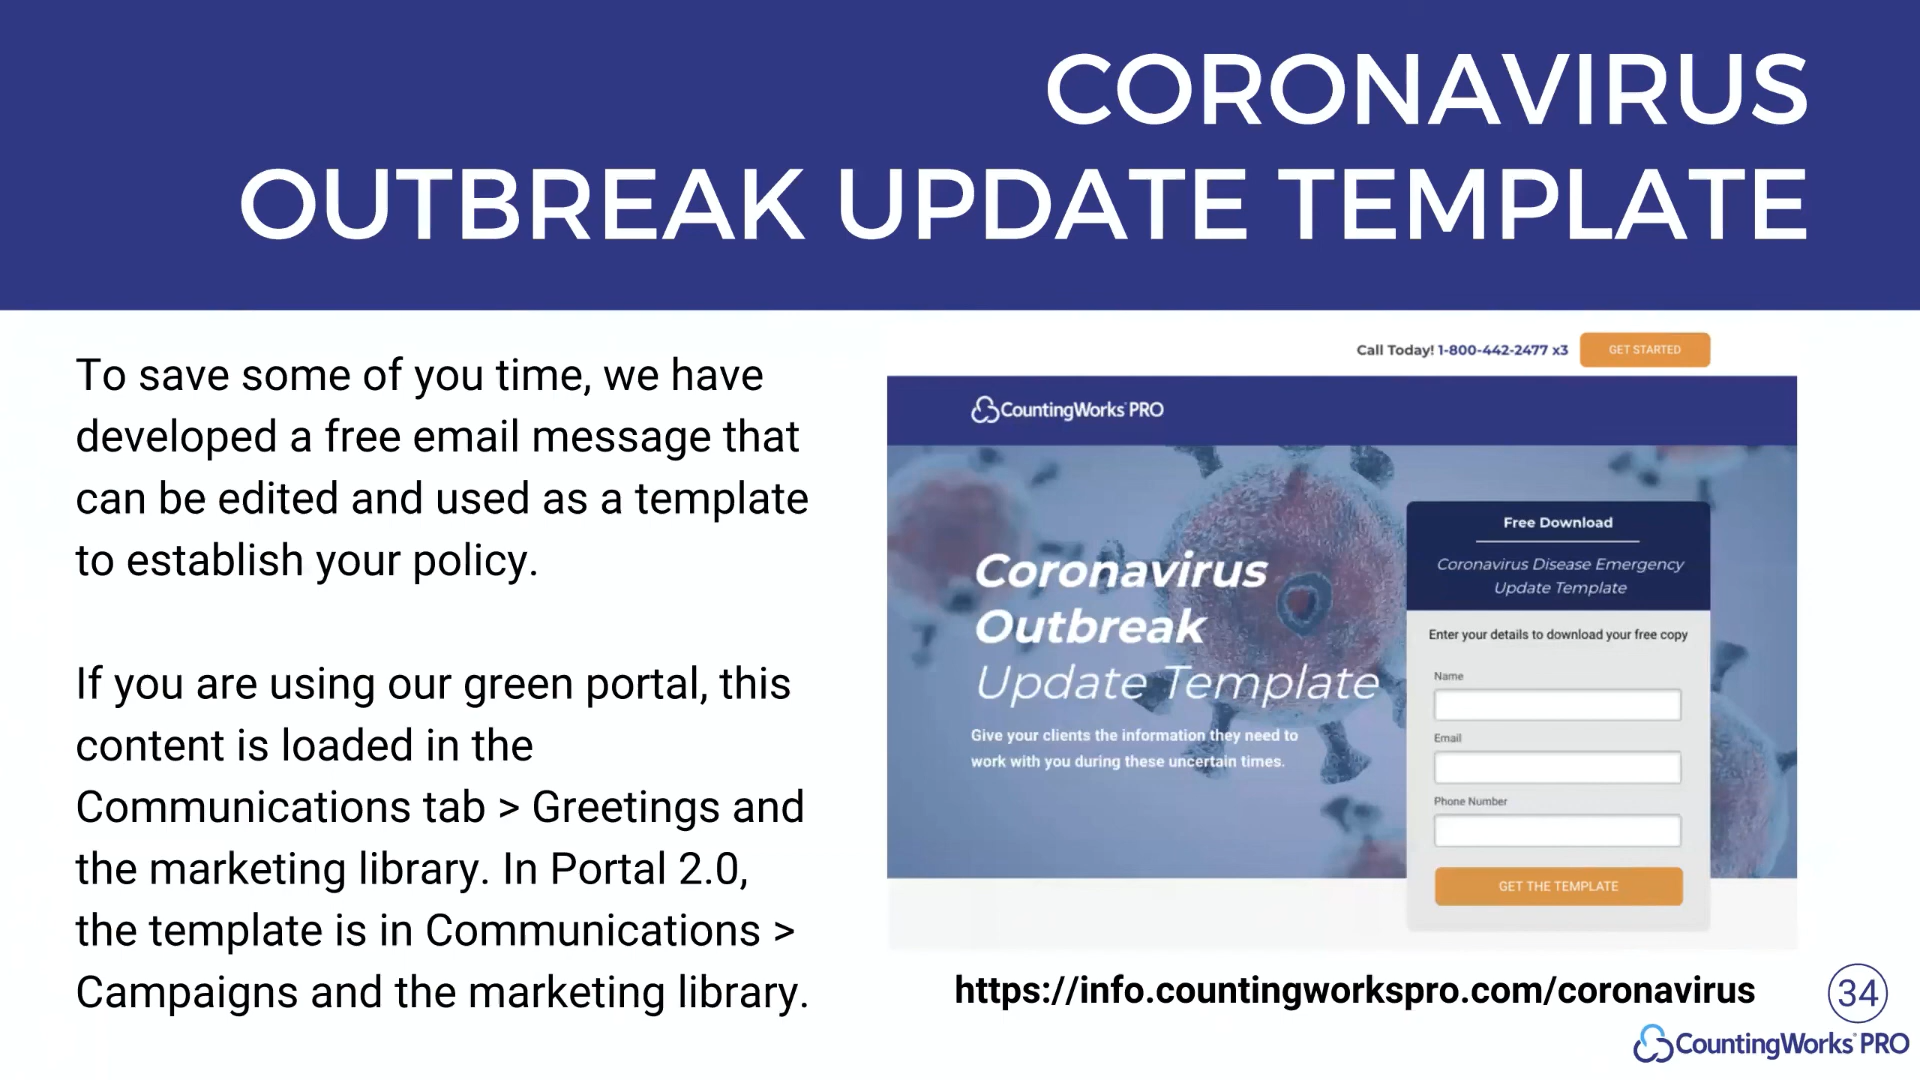 CORONAVIRUS
OUTBREAK UPDATE TEMPLATE
To save some of you time, we have
developed a free email message that
can be edited and used as a template
to establish your policy.
If you are using our green portal, this
content is loaded in the
Communications tab > Greetings and
the marketing library. In Portal 2.0,
the template is in Communications >
Campaigns and the marketing library.
Call Today! 1-800-442-2477 x3
GET STARTED
CountingWorks PRO
Coronavirus
Outbreak
Update Template
Give your clients the information they need to
work with you during these uncertain times.
Free Download
Coronavirus Disease Emergency
Update Template
Enter your details to download your free copy
Name
Email
Phone Number
GET THE TEMPLATE
https://info.countingworkspro.com/coronavirus
34
CountingWorks PRO